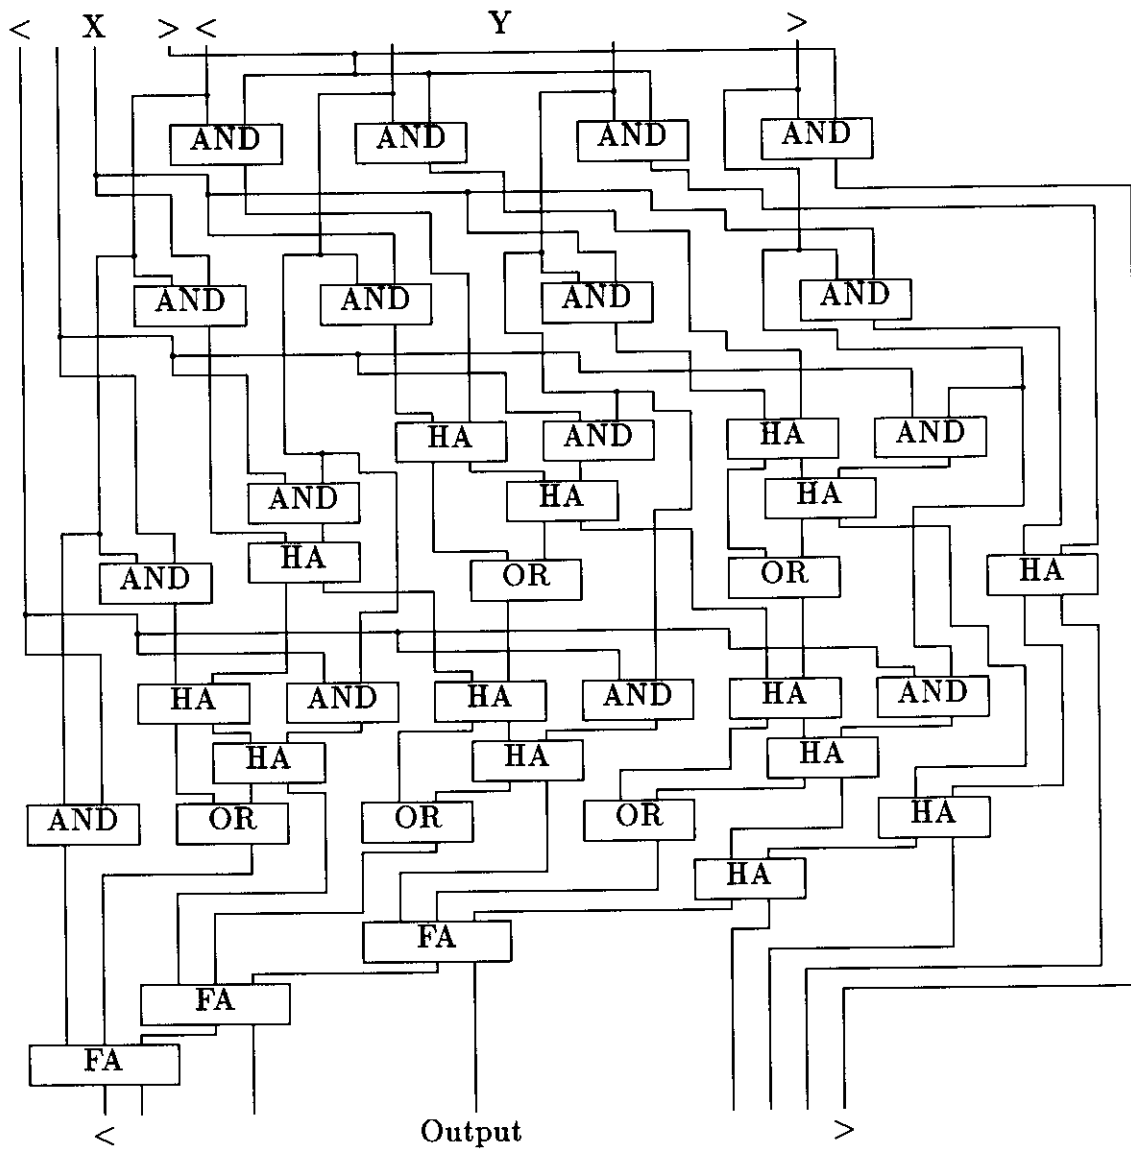 < X > < Y >
AND AND AND AND
AND AND AND AND
HA AND HA AND
AND HA HA
HA
AND OR OR HA
HA AND HA AND HA AND
HA HA HA
AND OR OR OR HA
HA
FA
FA
FA
< Output >